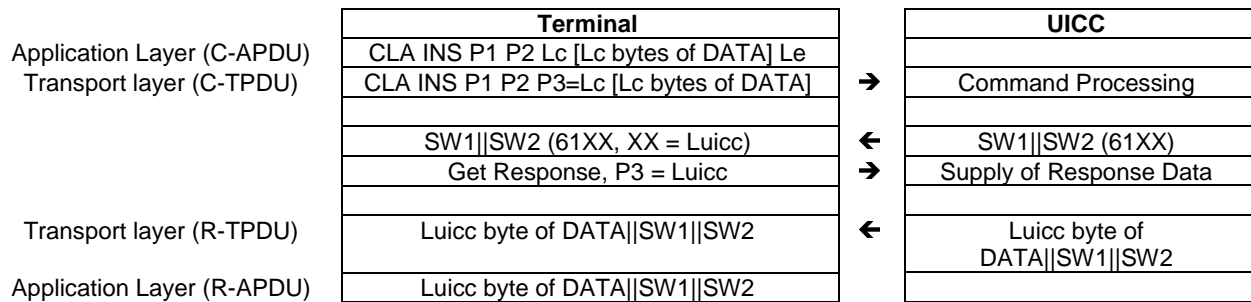 Terminal UICC
Application Layer (C-APDU) CLA INS P1 P2 Lc [Lc bytes of DATA] Le
Transport layer (C-TPDU) CLA INS P1 P2 P3=Lc [Lc bytes of DATA] → Command Processing
SW1||SW2 (61XX, XX = Luicc) ← SW1||SW2 (61XX)
Get Response, P3 = Luicc → Supply of Response Data
Transport layer (R-TPDU) Luicc byte of DATA||SW1||SW2 ← Luicc byte of
DATA||SW1||SW2
Application Layer (R-APDU) Luicc byte of DATA||SW1||SW2